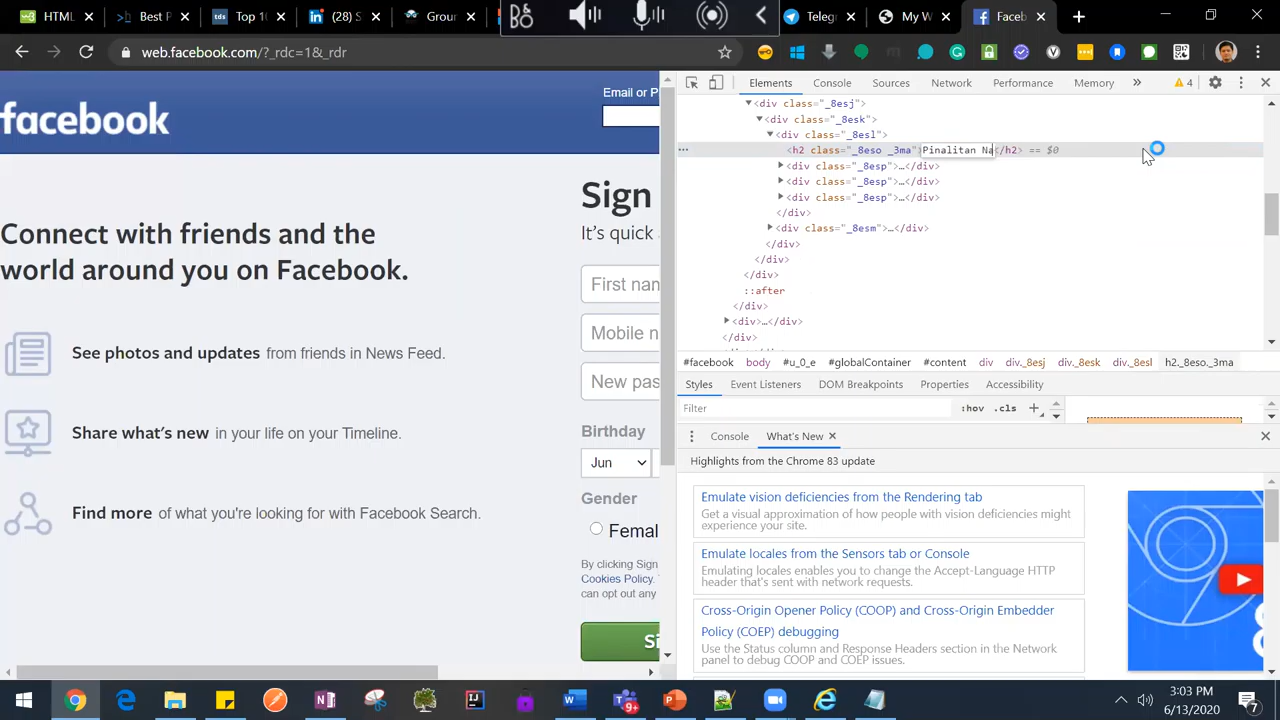 HTML
Best P
Top 10
(28) S
Grour
Telegr
My W
Faceb
web.facebook.com/?_rdc=1&_rdr
facebook
Email or P
Connect with friends and the
world around you on Facebook.
See photos and updates from friends in News Feed.
Share what's new in your life on your Timeline.
Find more of what you're looking for with Facebook Search.
Sign
It's quick
First nam
Mobile n
New pas
Birthday
Jun
Gender
Femal
By clicking Sign
Cookies Policy.
can opt out any
Si
Elements Console Sources Network Performance Memory » 4
<div class="_8esj>
<div class="_8esk>
<div class="_8esl">
<h2 class="_8eso _3ma">Pinalitan Na</h2> == $0
<div class="_8esp">…</div>
<div class="_8esp">…</div>
<div class="_8esp">…</div>
</div>
<div class="_8esm">…</div>
</div>
</div>
</div>
::after
</div>
<div>…</div>
</div>
#facebook body #u_0_e #globalContainer #content div div._8esj div._8esk div._8esl h2._8eso._3ma
Styles Event Listeners DOM Breakpoints Properties Accessibility
Filter :hov .cls +
Console What's New
Highlights from the Chrome 83 update
Emulate vision deficiencies from the Rendering tab
Get a visual approximation of how people with vision deficiencies might
experience your site.
Emulate locales from the Sensors tab or Console
Emulating locales enables you to change the Accept-Language HTTP
header that's sent with network requests.
Cross-Origin Opener Policy (COOP) and Cross-Origin Embedder
Policy (COEP) debugging
Use the Status column and Response Headers section in the Network
panel to debug COOP and COEP issues.
3:03 PM
6/13/2020